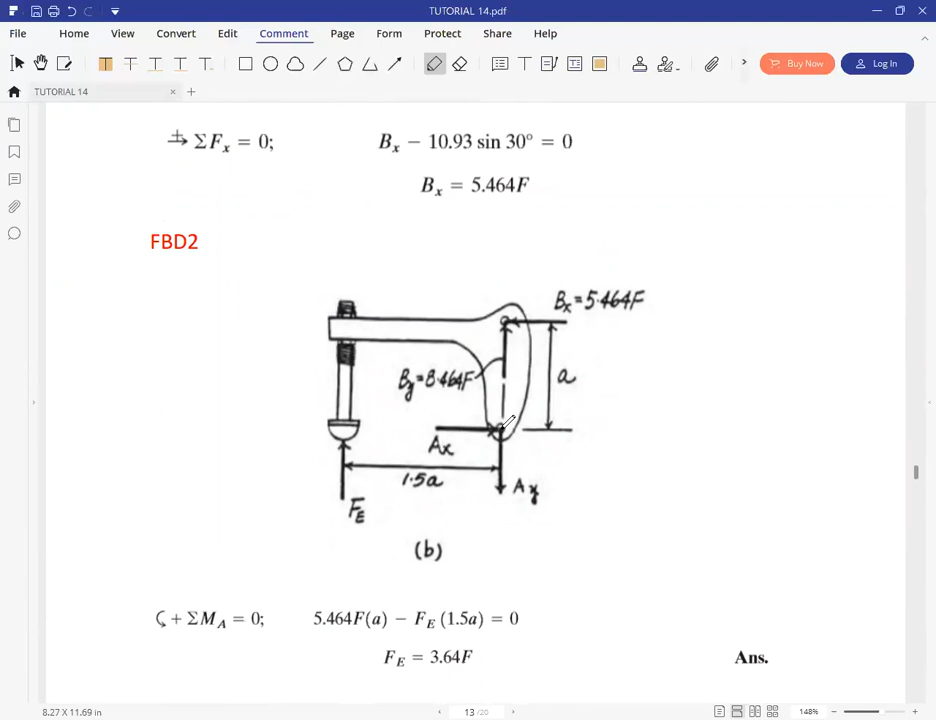 TUTORIAL 14.pdf
File Home View Convert Edit Comment Page Form Protect Share Help
Buy Now Log In
TUTORIAL 14
+→ ΣFx = 0; Bx − 10.93 sin 30° = 0
Bx = 5.464F
FBD2
Bx = 5.464F
By = 8.464F
a
Ax
1.5a
Ay
FE
(b)
↶ + ΣMA = 0; 5.464F(a) − FE (1.5a) = 0
FE = 3.64F Ans.
8.27 X 11.69 in 13 /20 148%